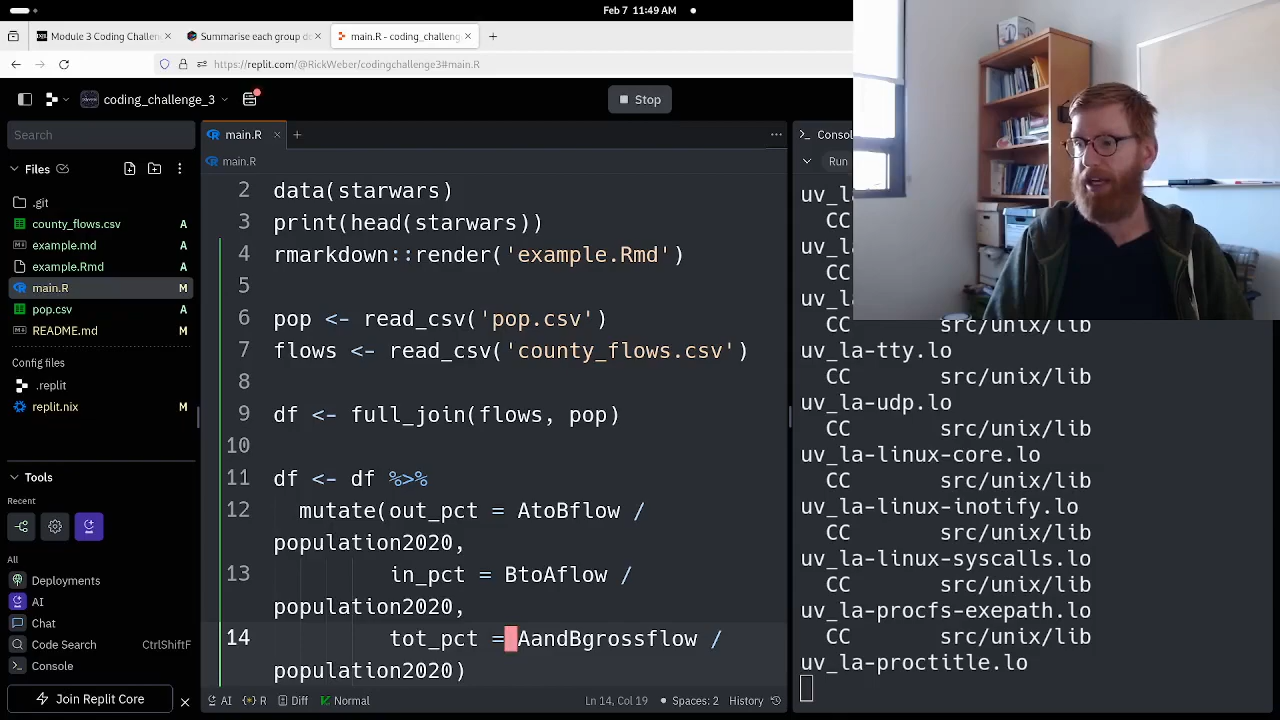 Feb 7 11:49 AM
Module 3 Coding Challen
Summarise each group d
main.R - coding_challeng
https://replit.com/@RickWeber/codingchallenge3#main.R
coding_challenge_3
Stop
Search
Files
.git
county_flows.csv A
example.md A
example.Rmd A
main.R M
pop.csv A
README.md M
Config files
.replit
replit.nix M
Tools
Recent
All
Deployments
AI
Chat
Code Search CtrlShiftF
Console
Join Replit Core
main.R
main.R
2 data(starwars)
3 print(head(starwars))
4 rmarkdown::render('example.Rmd')
5
6 pop <- read_csv('pop.csv')
7 flows <- read_csv('county_flows.csv')
8
9 df <- full_join(flows, pop)
10
11 df <- df %>%
12 mutate(out_pct = AtoBflow /
population2020,
13 in_pct = BtoAflow /
population2020,
14 tot_pct = AandBgrossflow /
population2020)
AI R Diff Normal Ln 14, Col 19 Spaces: 2 History
Conso
Run
uv_la
CC
uv_la
CC
uv_la
CC src/unix/lib
uv_la-tty.lo
CC src/unix/lib
uv_la-udp.lo
CC src/unix/lib
uv_la-linux-core.lo
CC src/unix/lib
uv_la-linux-inotify.lo
CC src/unix/lib
uv_la-linux-syscalls.lo
CC src/unix/lib
uv_la-procfs-exepath.lo
CC src/unix/lib
uv_la-proctitle.lo